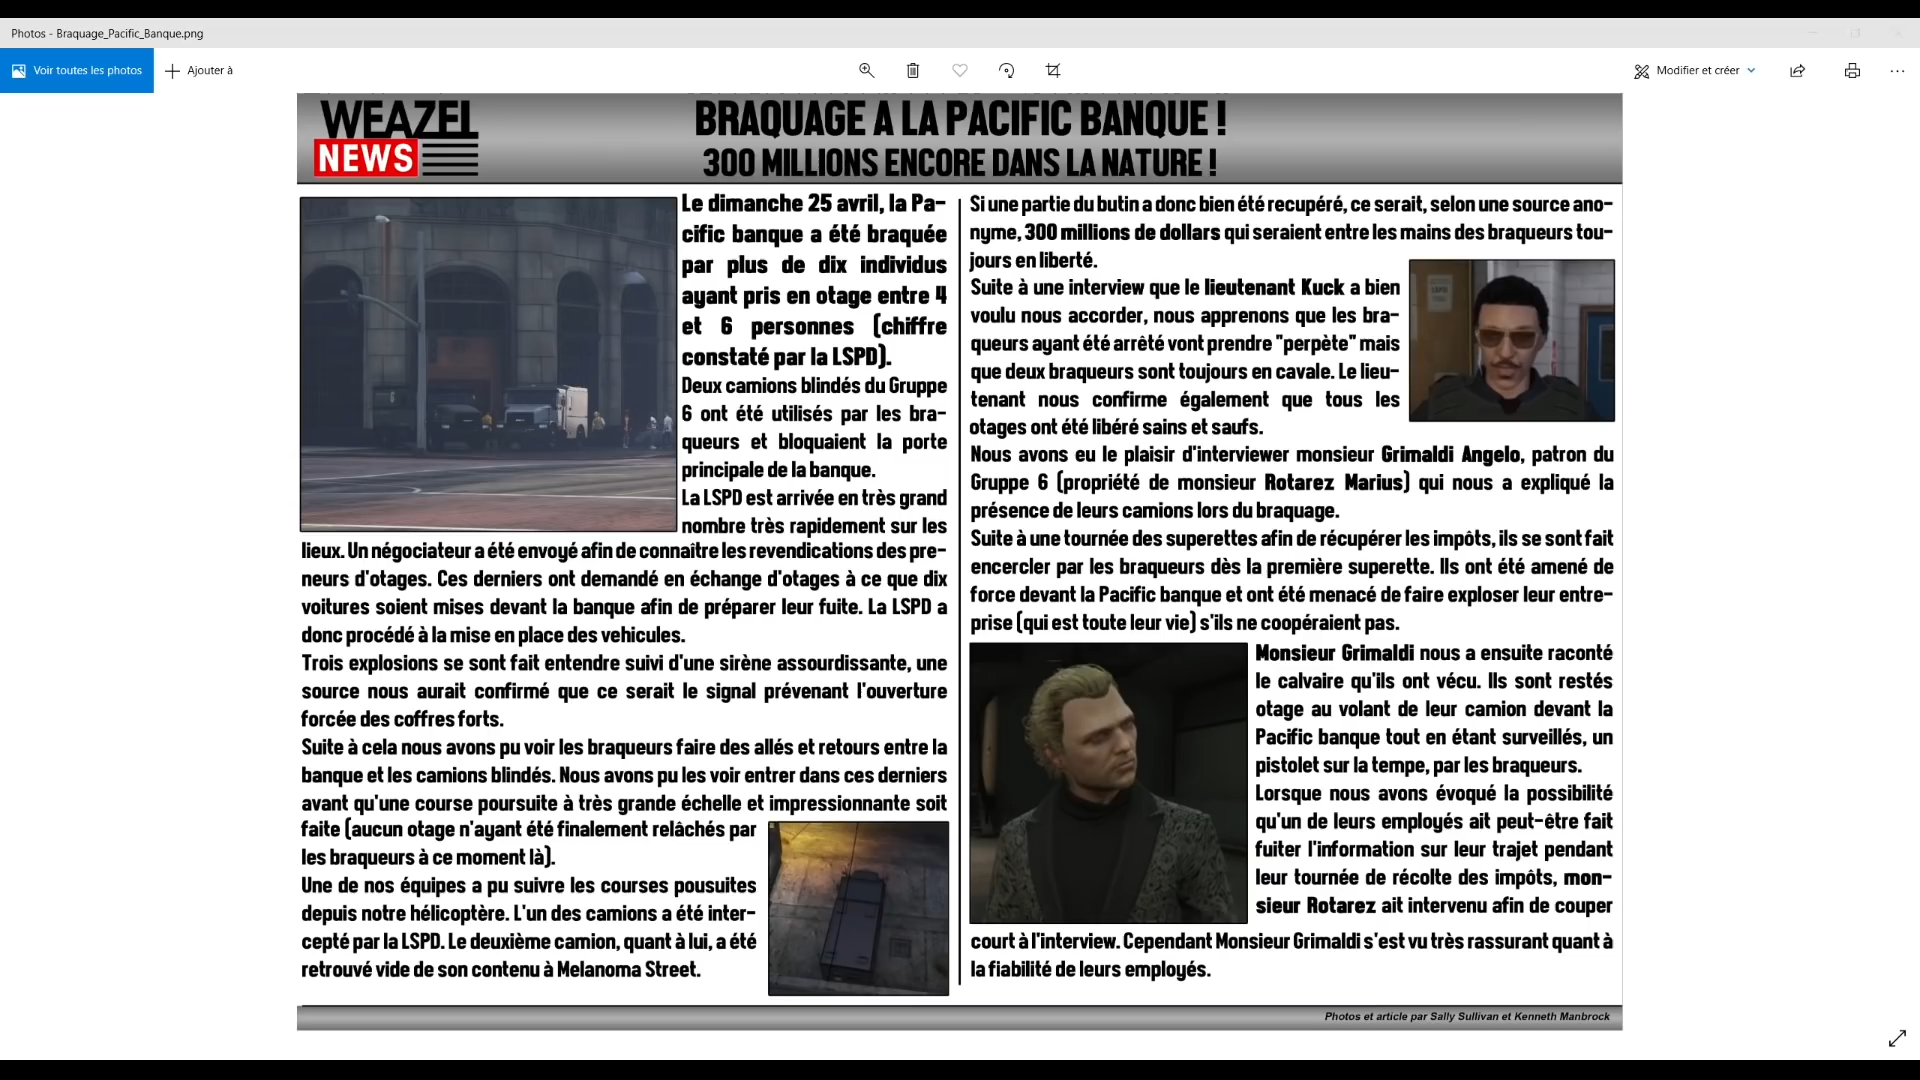 Photos - Braquage_Pacific_Banque.png
Voir toutes les photos
Ajouter à
Modifier et créer
WEAZEL
NEWS
BRAQUAGE A LA PACIFIC BANQUE !
300 MILLIONS ENCORE DANS LA NATURE !
Le dimanche 25 avril, la Pa-
cific banque a été braquée
par plus de dix individus
ayant pris en otage entre 4
et 6 personnes (chiffre
constaté par la LSPD).
Deux camions blindés du Gruppe
6 ont été utilisés par les bra-
queurs et bloquaient la porte
principale de la banque.
La LSPD est arrivée en très grand
nombre très rapidement sur les
lieux. Un négociateur a été envoyé afin de connaître les revendications des pre-
neurs d'otages. Ces derniers ont demandé en échange d'otages à ce que dix
voitures soient mises devant la banque afin de préparer leur fuite. La LSPD a
donc procédé à la mise en place des vehicules.
Trois explosions se sont fait entendre suivi d'une sirène assourdissante, une
source nous aurait confirmé que ce serait le signal prévenant l'ouverture
forcée des coffres forts.
Suite à cela nous avons pu voir les braqueurs faire des allés et retours entre la
banque et les camions blindés. Nous avons pu les voir entrer dans ces derniers
avant qu'une course poursuite à très grande échelle et impressionnante soit
faite (aucun otage n'ayant été finalement relâchés par
les braqueurs à ce moment là).
Une de nos équipes a pu suivre les courses pousuites
depuis notre hélicoptère. L'un des camions a été inter-
cepté par la LSPD. Le deuxième camion, quant à lui, a été
retrouvé vide de son contenu à Melanoma Street.
Si une partie du butin a donc bien été recupéré, ce serait, selon une source ano-
nyme, 300 millions de dollars qui seraient entre les mains des braqueurs tou-
jours en liberté.
Suite à une interview que le lieutenant Kuck a bien
voulu nous accorder, nous apprenons que les bra-
queurs ayant été arrêté vont prendre "perpète" mais
que deux braqueurs sont toujours en cavale. Le lieu-
tenant nous confirme également que tous les
otages ont été libéré sains et saufs.
Nous avons eu le plaisir d'interviewer monsieur Grimaldi Angelo, patron du
Gruppe 6 (propriété de monsieur Rotarez Marius) qui nous a expliqué la
présence de leurs camions lors du braquage.
Suite à une tournée des superettes afin de récupérer les impôts, ils se sont fait
encercler par les braqueurs dès la première superette. Ils ont été amené de
force devant la Pacific banque et ont été menacé de faire exploser leur entre-
prise (qui est toute leur vie) s'ils ne coopéraient pas.
Monsieur Grimaldi nous a ensuite raconté
le calvaire qu'ils ont vécu. Ils sont restés
otage au volant de leur camion devant la
Pacific banque tout en étant surveillés, un
pistolet sur la tempe, par les braqueurs.
Lorsque nous avons évoqué la possibilité
qu'un de leurs employés ait peut-être fait
fuiter l'information sur leur trajet pendant
leur tournée de récolte des impôts, mon-
sieur Rotarez ait intervenu afin de couper
court à l'interview. Cependant Monsieur Grimaldi s'est vu très rassurant quant à
la fiabilité de leurs employés.
Photos et article par Sally Sullivan et Kenneth Manbrock